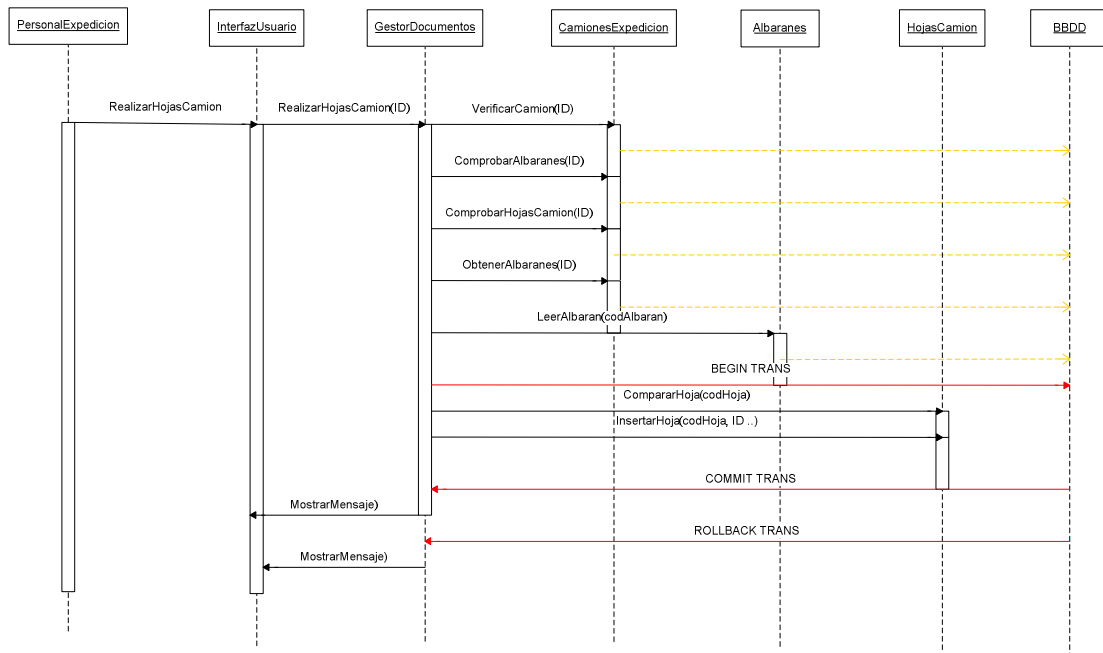 PersonalExpedicion
InterfazUsuario
GestorDocumentos
CamionesExpedicion
Albaranes
HojasCamion
BBDD
RealizarHojasCamion
RealizarHojasCamion(ID)
VerificarCamion(ID)
ComprobarAlbaranes(ID)
ComprobarHojasCamion(ID)
ObtenerAlbaranes(ID)
LeerAlbaran(codAlbaran)
BEGIN TRANS
CompararHoja(codHoja)
InsertarHoja(codHoja, ID ..)
COMMIT TRANS
MostrarMensaje)
ROLLBACK TRANS
MostrarMensaje)